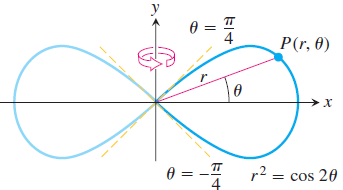 y
θ = π/4
P(r, θ)
r
θ
x
θ = -π/4
r² = cos 2θ